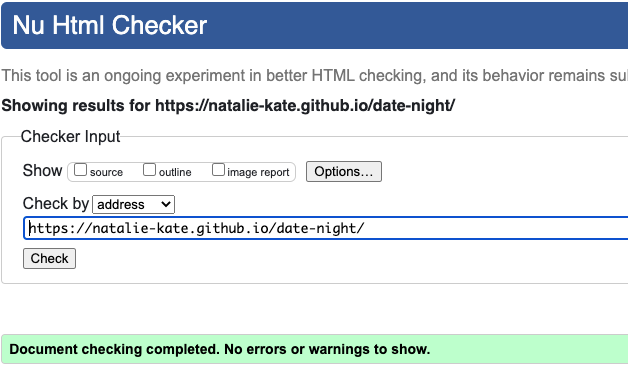 Nu Html Checker
This tool is an ongoing experiment in better HTML checking, and its behavior remains
Showing results for https://natalie-kate.github.io/date-night/
Checker Input
Show source outline image report Options...
Check by address
https://natalie-kate.github.io/date-night/
Check
Document checking completed. No errors or warnings to show.